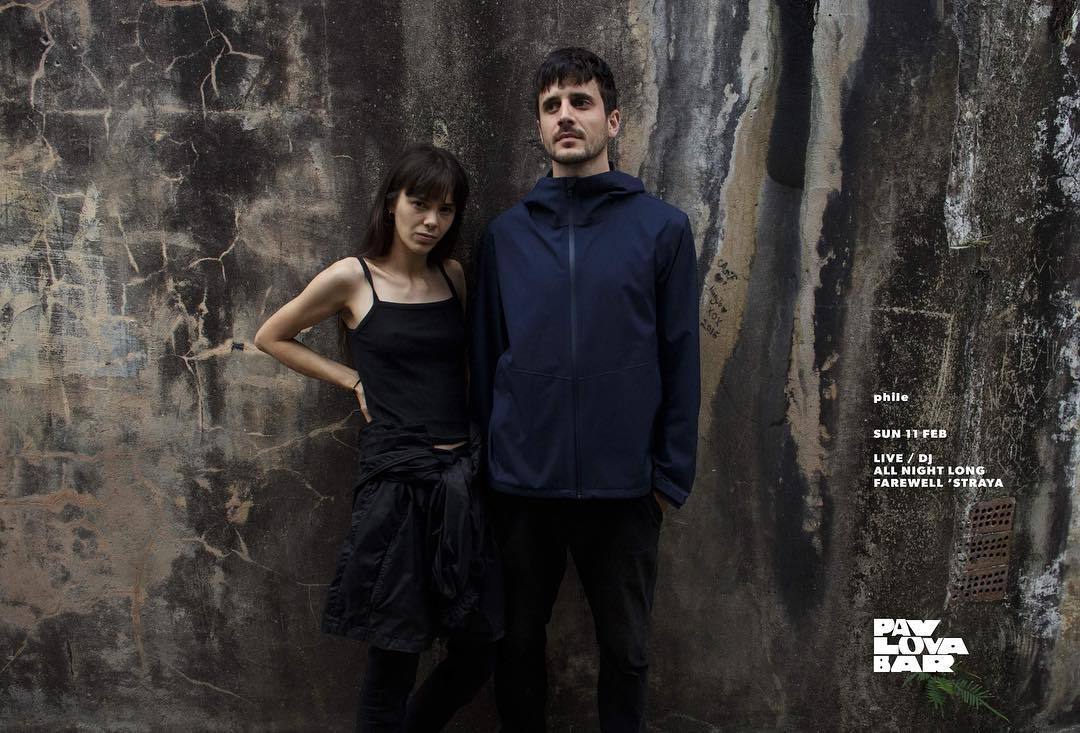 phile
SUN 11 FEB
LIVE / DJ
ALL NIGHT LONG
FAREWELL ‘STRAYA
PAV
LOVA
BAR